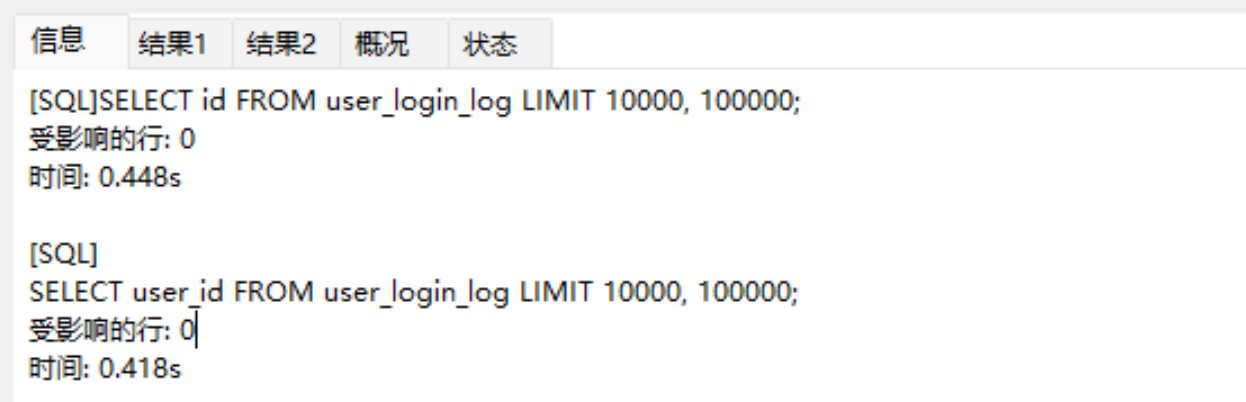 信息 结果1 结果2 概况 状态
[SQL]SELECT id FROM user_login_log LIMIT 10000, 100000;
受影响的行: 0
时间: 0.448s
[SQL]
SELECT user_id FROM user_login_log LIMIT 10000, 100000;
受影响的行: 0
时间: 0.418s